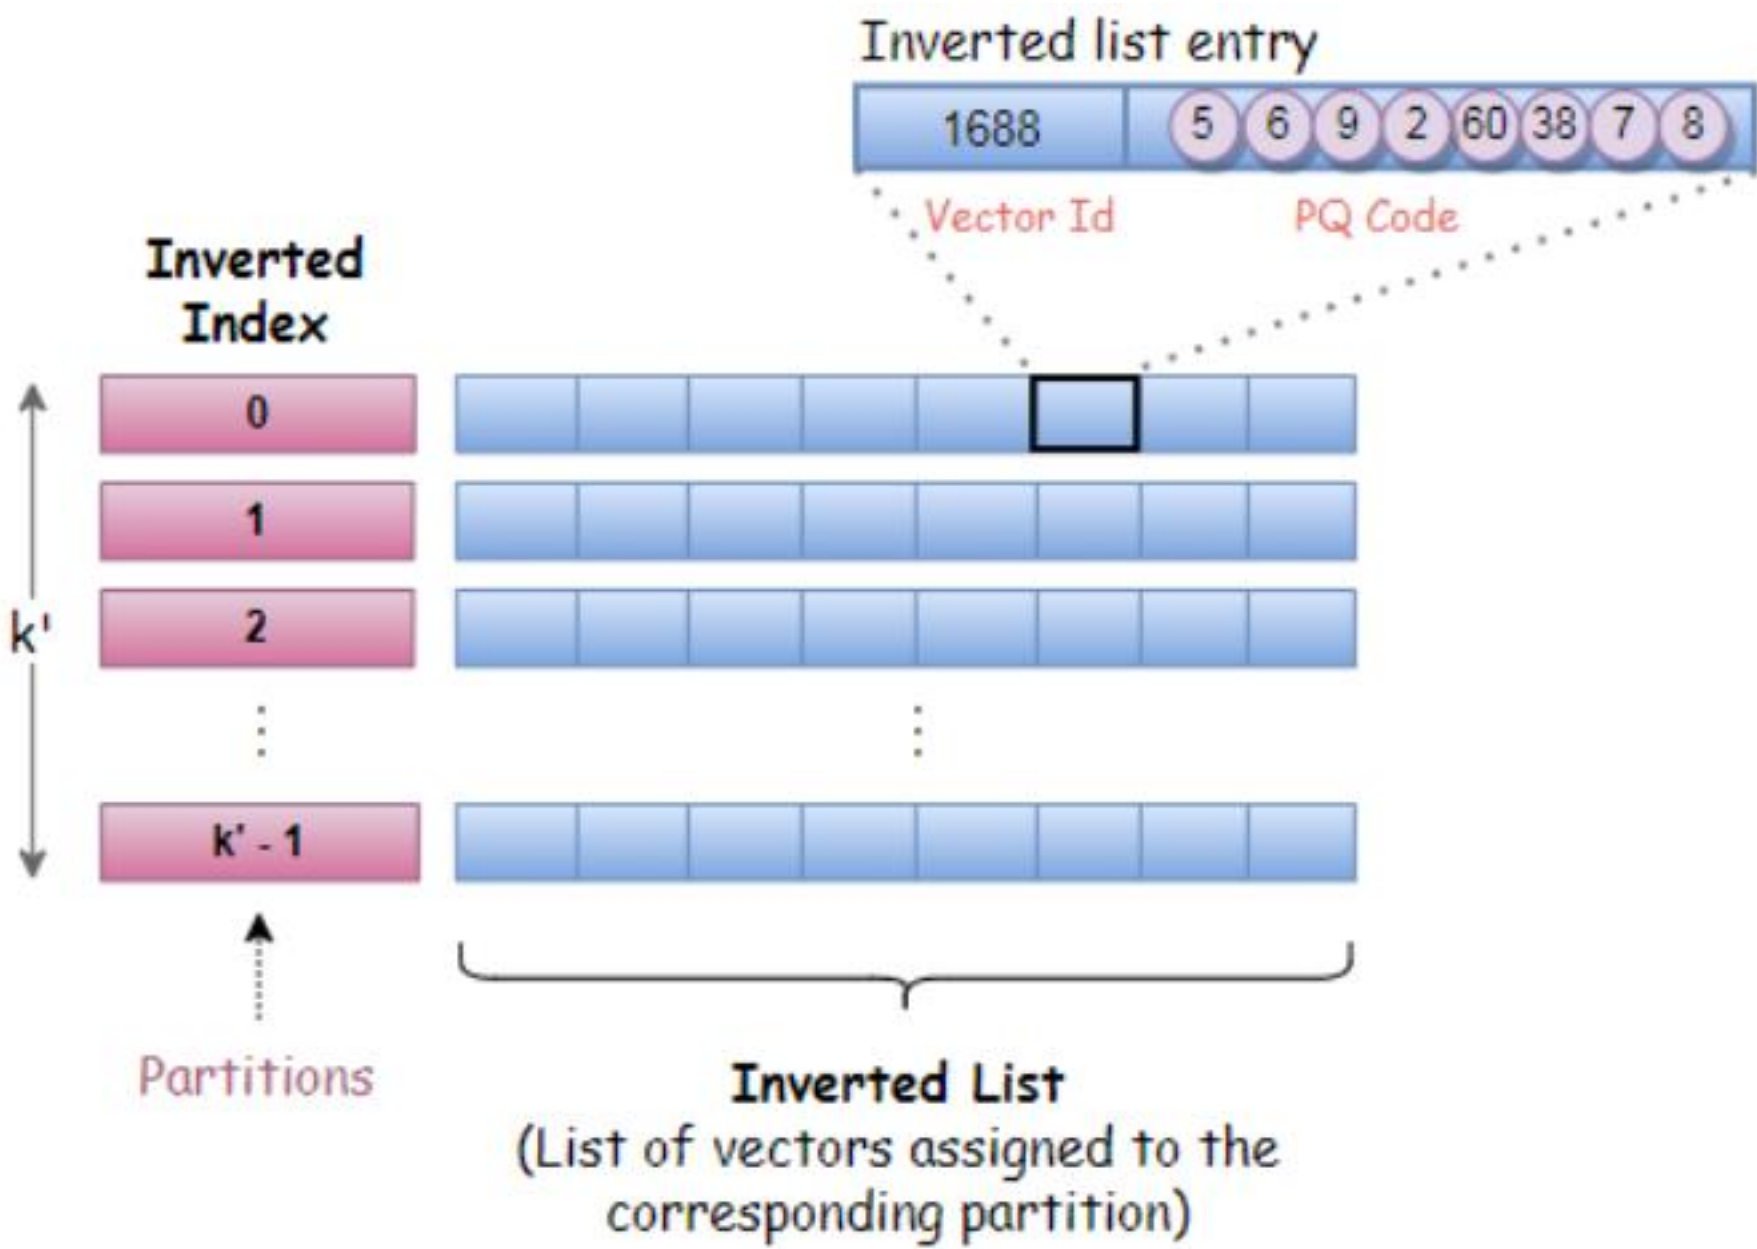 Inverted list entry
1688 5 6 9 2 60 38 7 8
Vector Id PQ Code
Inverted
Index
0
1
k'
2
k' - 1
Partitions
Inverted List
(List of vectors assigned to the
corresponding partition)